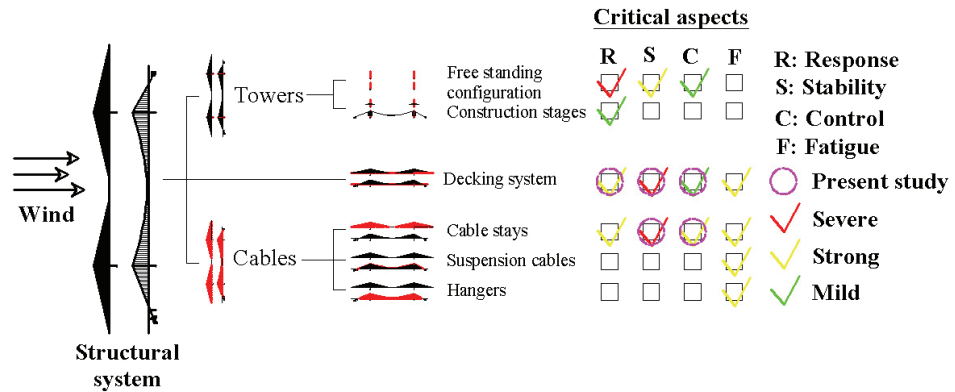 Critical aspects
R S C F
R: Response
S: Stability
C: Control
F: Fatigue
Towers
Free standing
configuration
Construction stages
Wind
Decking system
Present study
Severe
Strong
Mild
Cables
Cable stays
Suspension cables
Hangers
Structural
system